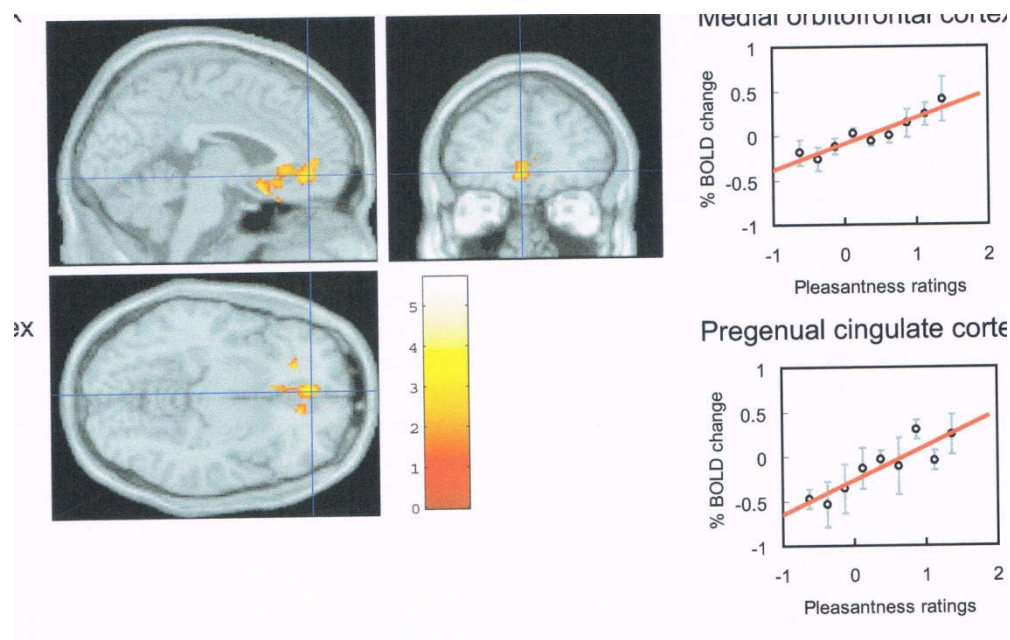 Medial orbitofrontal cortex
1
0.5
0
-0.5
-1
% BOLD change
-1 0 1 2
Pleasantness ratings
ex
5
4
3
2
1
0
Pregenual cingulate corte
1
0.5
0
-0.5
-1
% BOLD change
-1 0 1 2
Pleasantness ratings